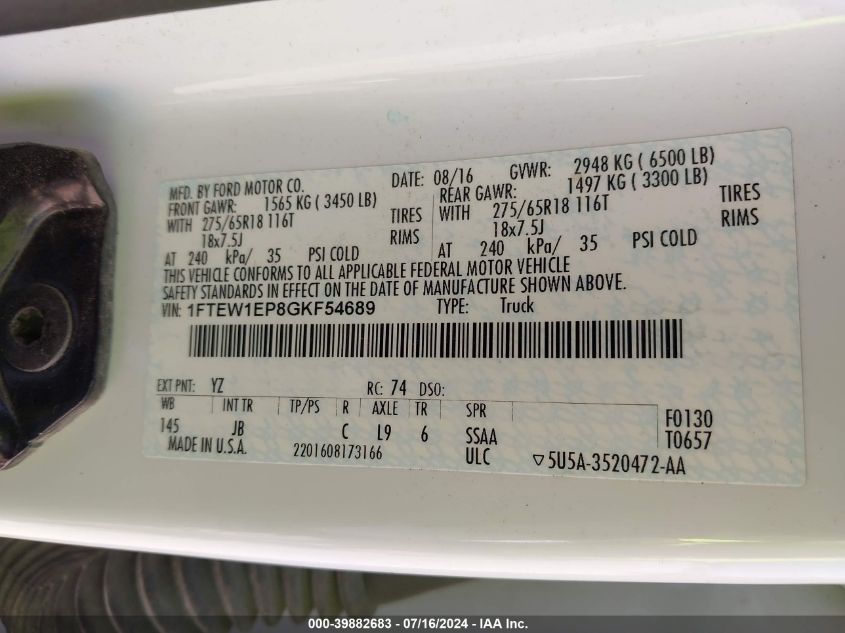 MFD. BY FORD MOTOR CO. DATE: 08/16 GVWR: 2948 KG ( 6500 LB)
FRONT GAWR: 1565 KG ( 3450 LB) REAR GAWR: 1497 KG ( 3300 LB)
WITH 275/65R18 116T TIRES WITH 275/65R18 116T TIRES
18x7.5J RIMS 18x7.5J RIMS
AT 240 kPa/ 35 PSI COLD AT 240 kPa/ 35 PSI COLD
THIS VEHICLE CONFORMS TO ALL APPLICABLE FEDERAL MOTOR VEHICLE
SAFETY STANDARDS IN EFFECT ON THE DATE OF MANUFACTURE SHOWN ABOVE.
VIN: 1FTEW1EP8GKF54689 TYPE: Truck
EXT PNT: YZ RC: 74 DSO:
WB INT TR TP/PS R AXLE TR SPR F0130
145 JB C L9 6 SSAA T0657
MADE IN U.S.A. 2201608173166 ULC ▽5U5A-3520472-AA
000-39882683 - 07/16/2024 - IAA Inc.